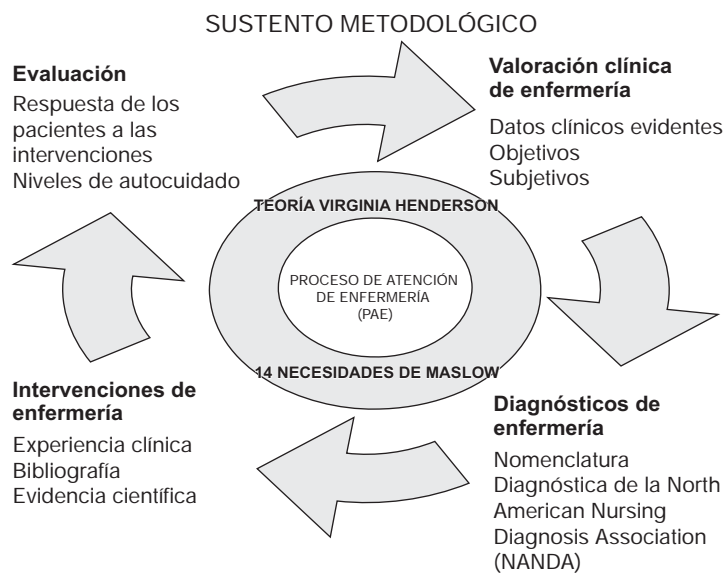 SUSTENTO METODOLÓGICO
Evaluación
Respuesta de los
pacientes a las
intervenciones
Niveles de autocuidado
Valoración clínica
de enfermería
Datos clínicos evidentes
Objetivos
Subjetivos
TEORÍA VIRGINIA HENDERSON
PROCESO DE ATENCIÓN
DE ENFERMERÍA
(PAE)
14 NECESIDADES DE MASLOW
Intervenciones de
enfermería
Experiencia clínica
Bibliografía
Evidencia científica
Diagnósticos de
enfermería
Nomenclatura
Diagnóstica de la North
American Nursing
Diagnosis Association
(NANDA)